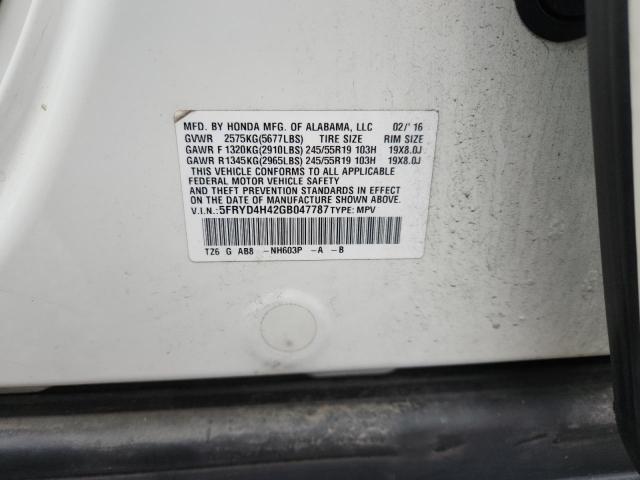 MFD. BY HONDA MFG. OF ALABAMA, LLC 02/'16
GVWR 2575KG(5677LBS) TIRE SIZE RIM SIZE
GAWR F 1320KG(2910LBS) 245/55R19 103H 19X8.0J
GAWR R1345KG(2965LBS) 245/55R19 103H 19X8.0J
THIS VEHICLE CONFORMS TO ALL APPLICABLE
FEDERAL MOTOR VEHICLE SAFETY
AND THEFT PREVENTION STANDARDS IN EFFECT
ON THE DATE OF MANUFACTURE SHOWN ABOVE.
V.I.N.:5FRYD4H42GB047787 TYPE: MPV
TZ6 G AB8 -NH603P -A -B